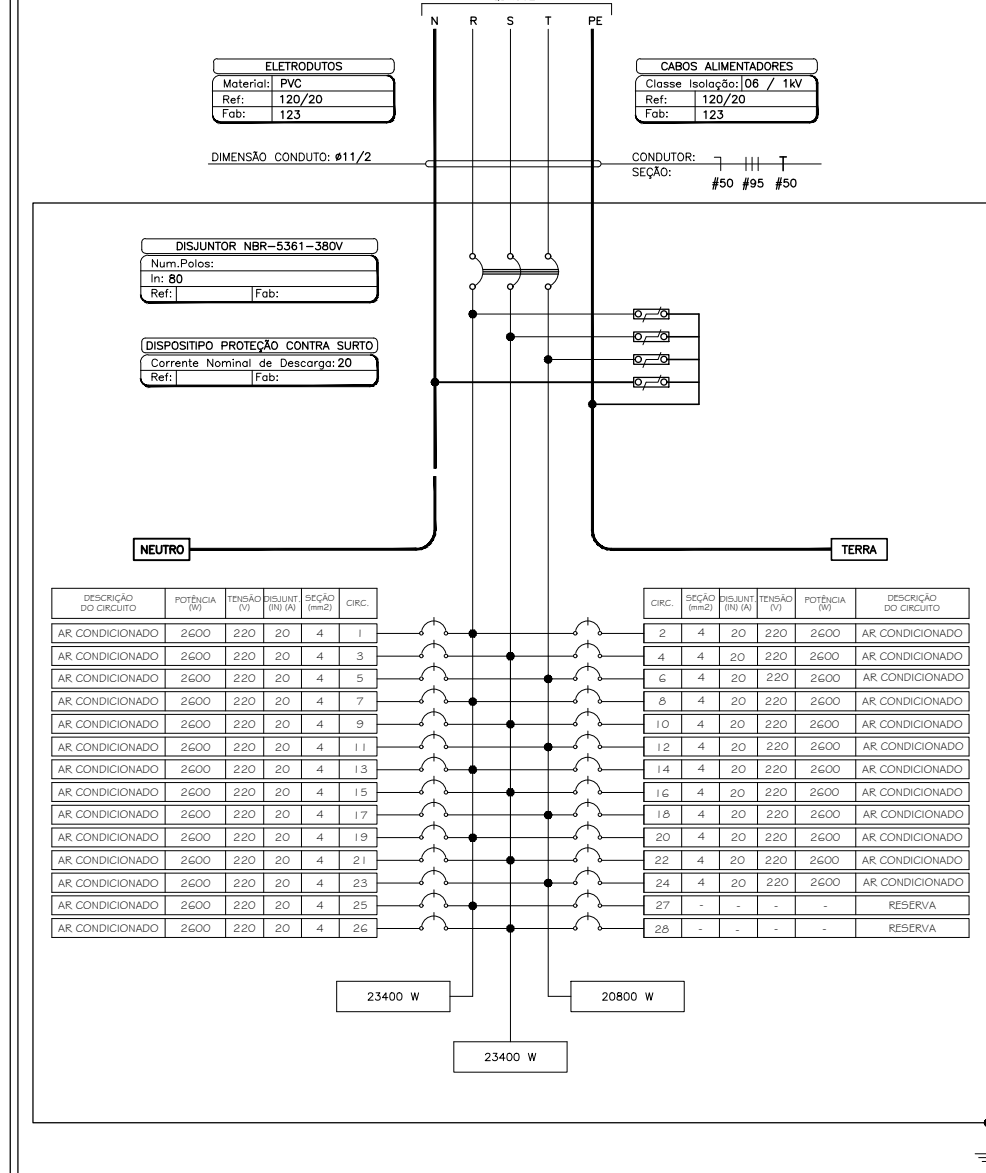 N R S T PE
ELETRODUTOS
Material: PVC
Ref: 120/20
Fab: 123
CABOS ALIMENTADORES
Classe Isolação: 06 / 1kV
Ref: 120/20
Fab: 123
DIMENSÃO CONDUTO: ø11/2
CONDUTOR:
SEÇÃO:
#50 #95 #50
DISJUNTOR NBR-5361-380V
Num.Polos:
In: 80
Ref: Fab:
DISPOSITIPO PROTEÇÃO CONTRA SURTO
Corrente Nominal de Descarga: 20
Ref: Fab:
NEUTRO
TERRA
DESCRIÇÃO DO CIRCUITO POTÊNCIA (W) TENSÃO (V) DISJUNT. (IN) (A) SEÇÃO (mm2) CIRC.
AR CONDICIONADO 2600 220 20 4 1
AR CONDICIONADO 2600 220 20 4 3
AR CONDICIONADO 2600 220 20 4 5
AR CONDICIONADO 2600 220 20 4 7
AR CONDICIONADO 2600 220 20 4 9
AR CONDICIONADO 2600 220 20 4 11
AR CONDICIONADO 2600 220 20 4 13
AR CONDICIONADO 2600 220 20 4 15
AR CONDICIONADO 2600 220 20 4 17
AR CONDICIONADO 2600 220 20 4 19
AR CONDICIONADO 2600 220 20 4 21
AR CONDICIONADO 2600 220 20 4 23
AR CONDICIONADO 2600 220 20 4 25
AR CONDICIONADO 2600 220 20 4 26
CIRC. SEÇÃO (mm2) DISJUNT. (IN) (A) TENSÃO (V) POTÊNCIA (W) DESCRIÇÃO DO CIRCUITO
2 4 20 220 2600 AR CONDICIONADO
4 4 20 220 2600 AR CONDICIONADO
6 4 20 220 2600 AR CONDICIONADO
8 4 20 220 2600 AR CONDICIONADO
10 4 20 220 2600 AR CONDICIONADO
12 4 20 220 2600 AR CONDICIONADO
14 4 20 220 2600 AR CONDICIONADO
16 4 20 220 2600 AR CONDICIONADO
18 4 20 220 2600 AR CONDICIONADO
20 4 20 220 2600 AR CONDICIONADO
22 4 20 220 2600 AR CONDICIONADO
24 4 20 220 2600 AR CONDICIONADO
27 - - - - RESERVA
28 - - - - RESERVA
23400 W
20800 W
23400 W